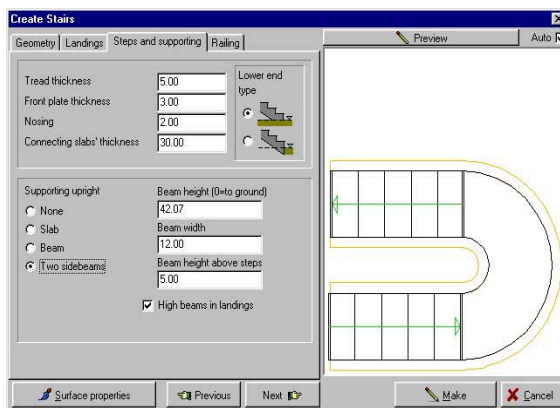 Create Stairs
Geometry Landings Steps and supporting Railing
Preview Auto
Tread thickness 5.00
Front plate thickness 3.00
Nosing 2.00
Connecting slabs' thickness 30.00
Lower end type
Supporting upright
None
Slab
Beam
Two sidebeams
Beam height (0=to ground)
42.07
Beam width
12.00
Beam height above steps
5.00
High beams in landings
Surface properties Previous Next Make Cancel